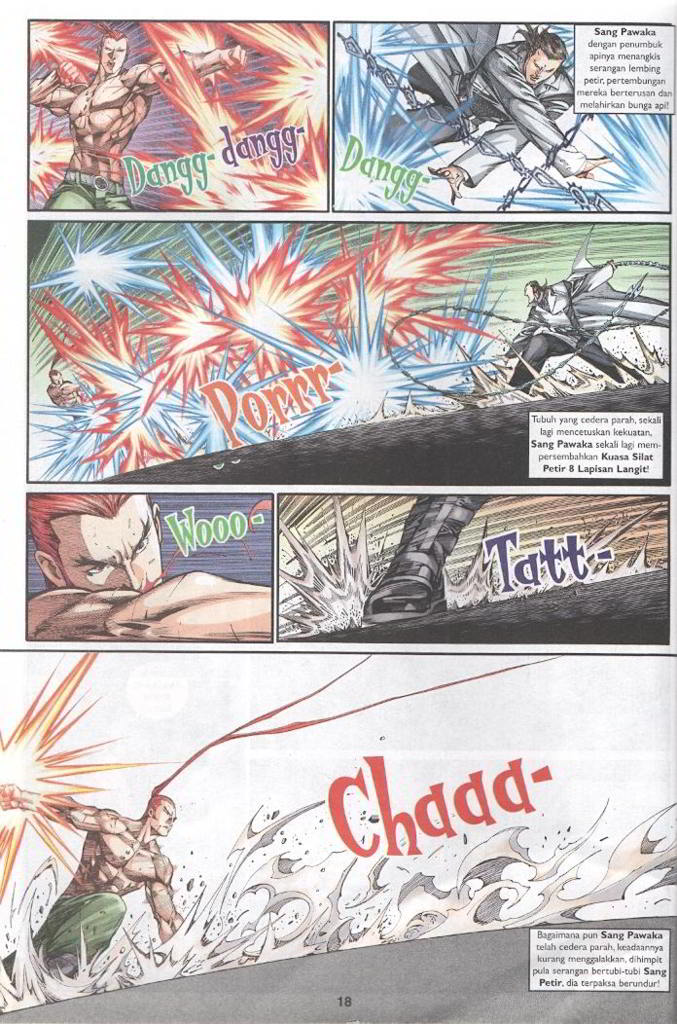 Sang Pawaka
dengan penumbuk
apinya menangkis
serangan lembing
petir, pertembungan
mereka berterusan dan
melahirkan bunga api!
Dangg-
dangg-
Dangg-
Porrr-
Tubuh yang cedera parah, sekali
lagi mencetuskan kekuatan,
Sang Pawaka sekali lagi mem-
persembahkan Kuasa Silat
Petir 8 Lapisan Langit!
Wooo-
Tatt-
Chaaa-
Bagaimana pun Sang Pawaka
telah cedera parah, keadaannya
kurang menggalakkan, dihimpit
pula serangan bertubi-tubi Sang
Petir, dia terpaksa berundur!
18